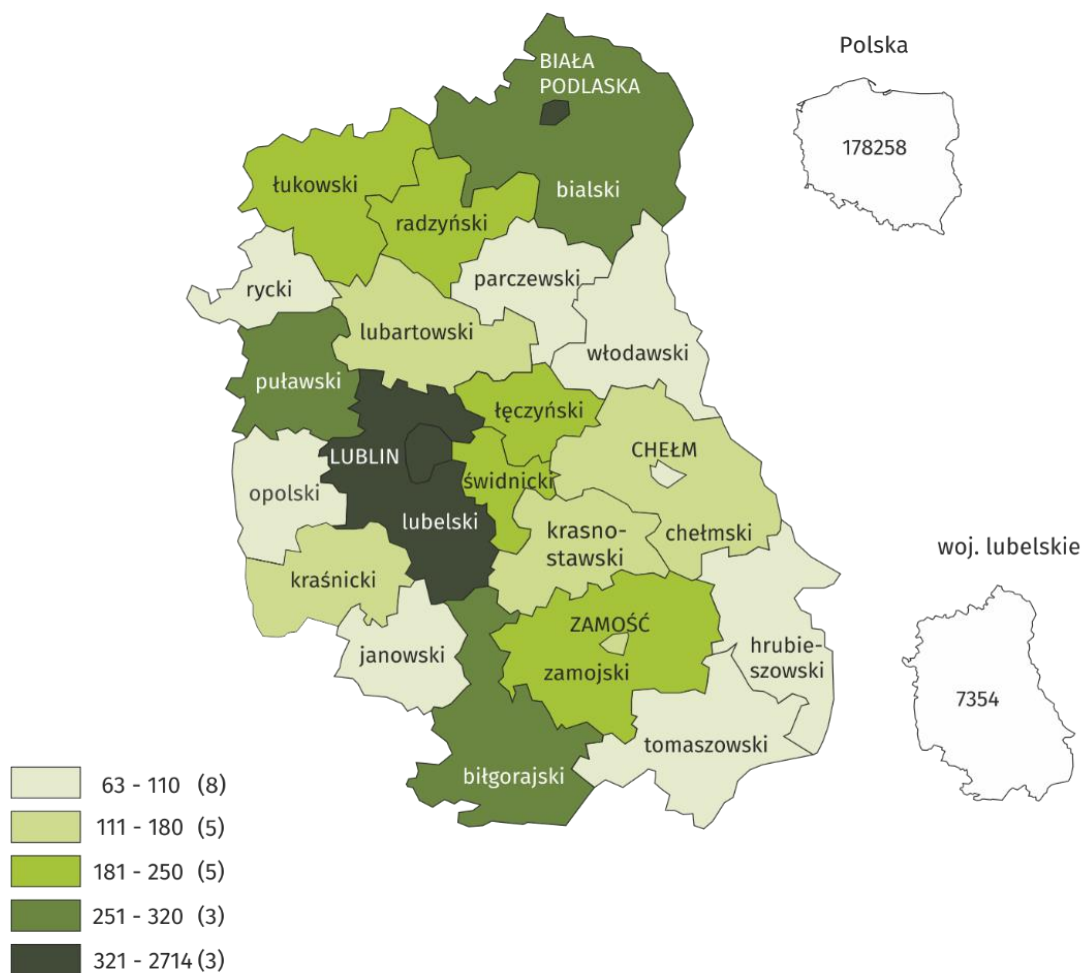 Polska
178258
BIAŁA
PODLASKA
bialski
łukowski
radzyński
rycki
parczewski
lubartowski
włodawski
puławski
łęczyński
LUBLIN
CHEŁM
opolski
świdnicki
lubelski
krasno-
stawski
chełmski
kraśnicki
woj. lubelskie
7354
ZAMOŚĆ
janowski
zamojski
hrubie-
szowski
tomaszowski
biłgorajski
63 - 110 (8)
111 - 180 (5)
181 - 250 (5)
251 - 320 (3)
321 - 2714 (3)